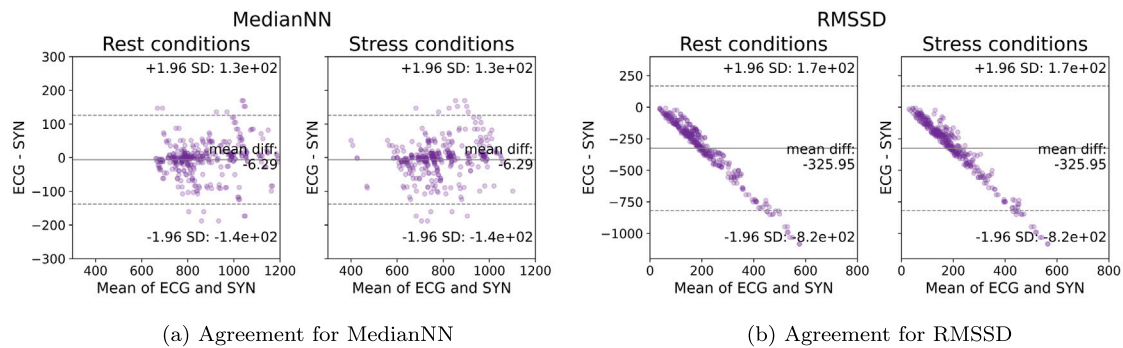 MedianNN
Rest conditions
Stress conditions
300
200
100
0
−100
−200
−300
ECG - SYN
ECG - SYN
+1.96 SD: 1.3e+02
mean diff:
-6.29
-1.96 SD: -1.4e+02
+1.96 SD: 1.3e+02
mean diff:
-6.29
-1.96 SD: -1.4e+02
400 600 800 1000 1200
400 600 800 1000 1200
Mean of ECG and SYN
Mean of ECG and SYN
(a) Agreement for MedianNN
RMSSD
Rest conditions
Stress conditions
250
0
−250
−500
−750
−1000
ECG - SYN
ECG - SYN
+1.96 SD: 1.7e+02
mean diff:
-325.95
-1.96 SD: -8.2e+02
+1.96 SD: 1.7e+02
mean diff:
-325.95
-1.96 SD: -8.2e+02
0 200 400 600 800
0 200 400 600 800
Mean of ECG and SYN
Mean of ECG and SYN
(b) Agreement for RMSSD